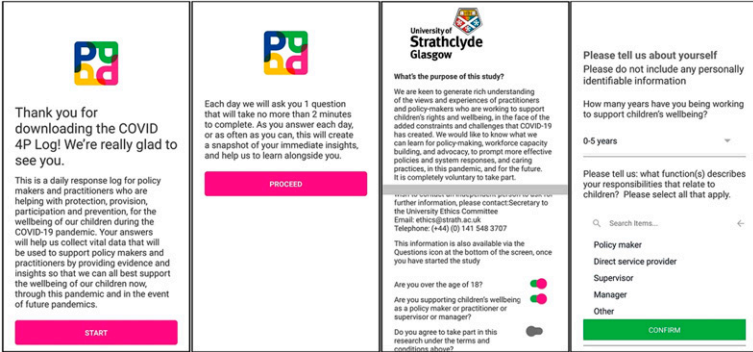 Thank you for
downloading the COVID
4P Log! We're really glad to
see you.
This is a daily response log for policy
makers and practitioners who are
helping with protection, provision,
participation and prevention, for the
wellbeing of our children during the
COVID-19 pandemic. Your answers
will help us collect vital data that will
be used to support policy makers and
practitioners by providing evidence and
insights so that we can all best support
the wellbeing of our children now,
through this pandemic and in the event
of future pandemics.
START
Each day we will ask you 1 question
that will take no more than 2 minutes
to complete. As you answer each day,
or as often as you can, this will create
a snapshot of your immediate insights,
and help us to learn alongside you.
PROCEED
University of
Strathclyde
Glasgow
What's the purpose of this study?
We are keen to generate rich understanding
of the views and experiences of practitioners
and policy-makers who are working to support
children's rights and wellbeing, in the face of the
added constraints and challenges that COVID-19
has created. We would like to know what we
can learn for policy-making, workforce capacity
building, and advocacy, to prompt more effective
policies and system responses, and caring
practices, in this pandemic, and for the future.
It is completely voluntary to take part.
wish to contact an independent person to ask for
further information, please contact:Secretary to
the University Ethics Committee
Email: ethics@strath.ac.uk
Telephone: (+44) (0) 141 548 3707
This information is also available via the
Questions icon at the bottom of the screen, once
you have started the study
Are you over the age of 18?
Are you supporting children's wellbeing
as a policy maker or practitioner or
supervisor or manager?
Do you agree to take part in this
research under the terms and
conditions above?
Please tell us about yourself
Please do not include any personally
identifiable information
How many years have you being working
to support children's wellbeing?
0-5 years
Please tell us: what function(s) describes
your responsibilities that relate to
children? Please select all that apply.
Search Items...
Policy maker
Direct service provider
Supervisor
Manager
Other
CONFIRM